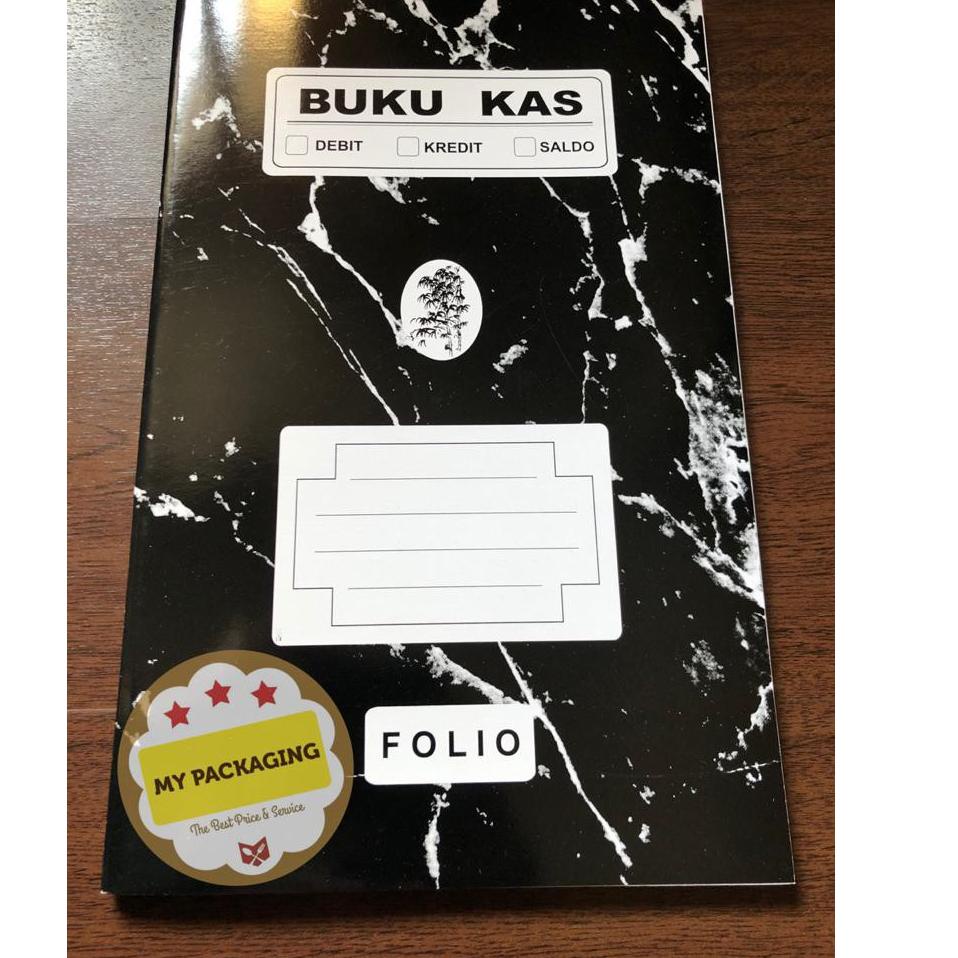 BUKU KAS
DEBIT KREDIT SALDO
FOLIO
MY PACKAGING
The Best Price & Service